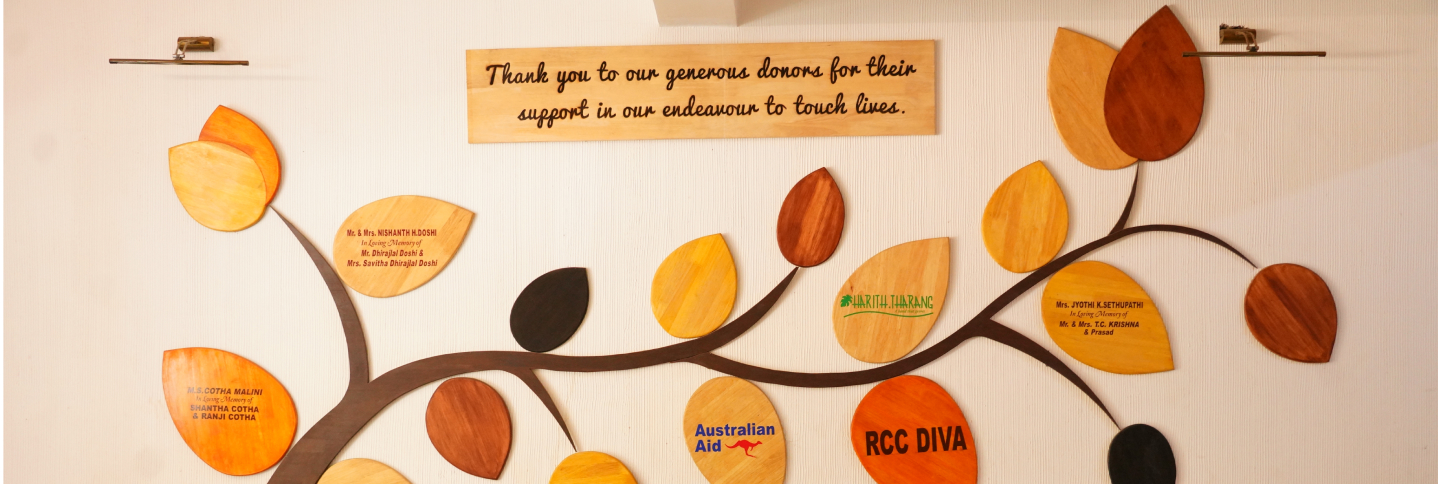 Thank you to our generous donors for their
support in our endeavour to touch lives.
Mr. & Mrs. NISHANTH H.DOSHI
In Loving Memory of
Mr. Dhirajlal Doshi &
Mrs. Savitha Dhirajlal Doshi
HARITH.THARANG
Mrs. JYOTHI K.SETHUPATHI
In Loving Memory of
Mr. & Mrs. T.C. KRISHNA
& Prasad
M.S.COTHA MALINI
In Loving Memory of
SHANTHA COTHA
& RANJI COTHA
Australian
Aid
RCC DIVA